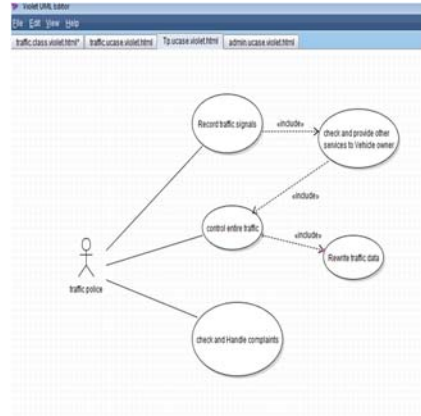 Violet UML Editor
File Edit View Help
traffic.class.violet.html* traffic.ucase.violet.html Tp.ucase.violet.html admin.ucase.violet.html
Record traffic signals
«include»
check and provide other
services to Vehicle owner
«include»
control entire traffic
«include»
Rewrite traffic data
traffic police
check and Handle complaints